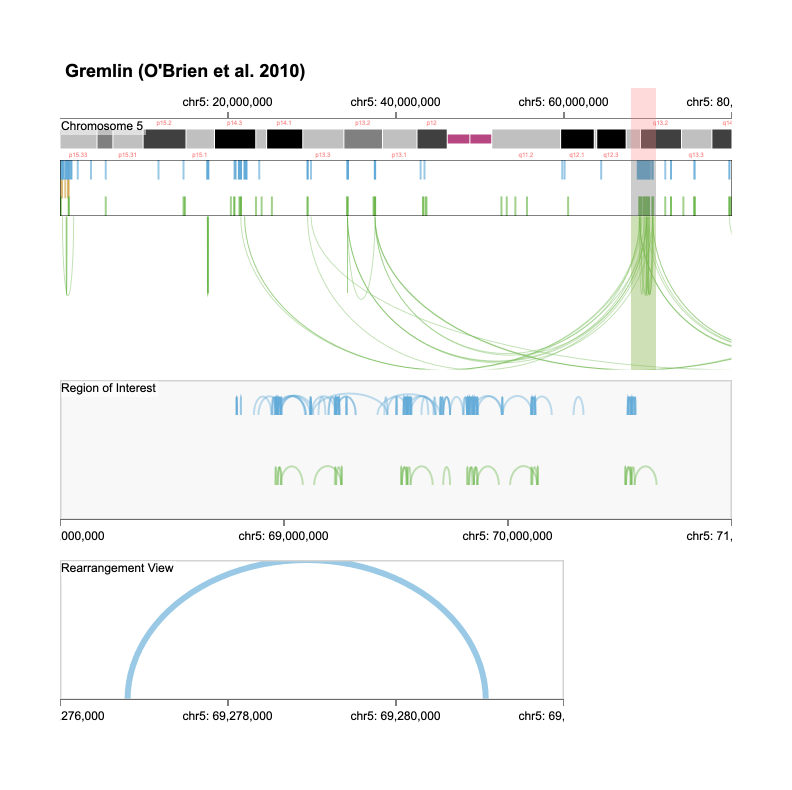 Gremlin (O'Brien et al. 2010)
chr5: 20,000,000 chr5: 40,000,000 chr5: 60,000,000 chr5: 80,
Chromosome 5
p15.2 p14.3 p14.1 p13.2 p12 q13.2 q14
p15.33 p15.31 p15.1 p13.3 p13.1 q11.2 q12.1 q12.3 q13.3
Region of Interest
000,000 chr5: 69,000,000 chr5: 70,000,000 chr5: 71,
Rearrangement View
276,000 chr5: 69,278,000 chr5: 69,280,000 chr5: 69,